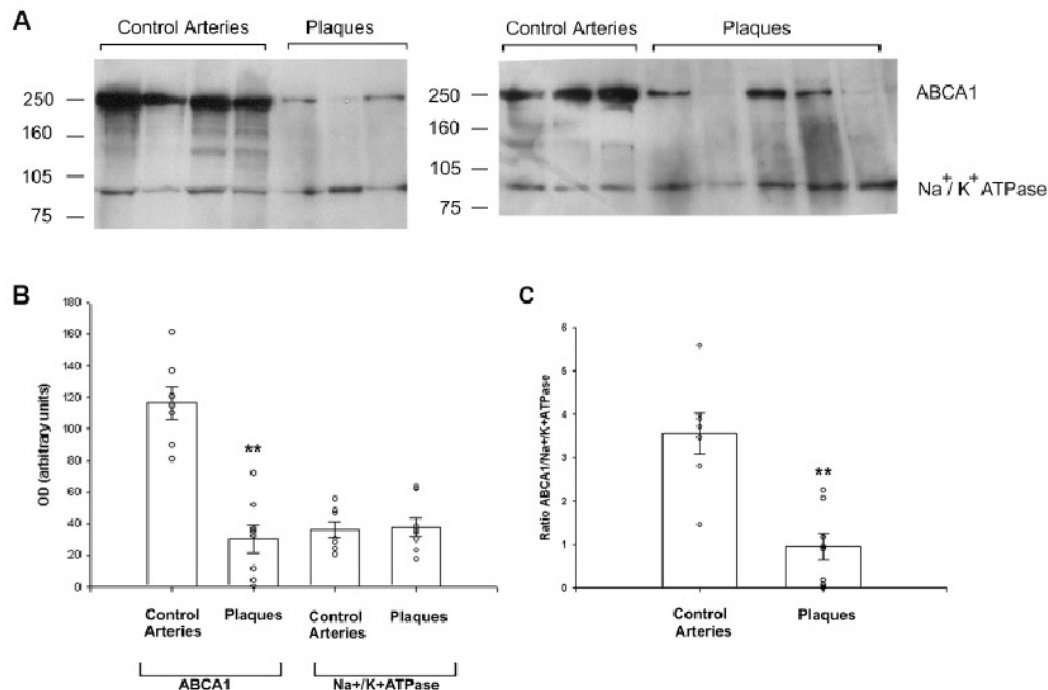 A
Control Arteries Plaques
Control Arteries Plaques
250
160
105
75
250
160
105
75
ABCA1
Na+/K+ ATPase
B
OD (arbitrary units)
180
160
140
120
100
80
60
40
20
0
**
Control Arteries
Plaques
Control Arteries
Plaques
ABCA1
Na+/K+ATPase
C
Ratio ABCA1/Na+/K+ATPase
6
5
4
3
2
1
0
**
Control Arteries
Plaques